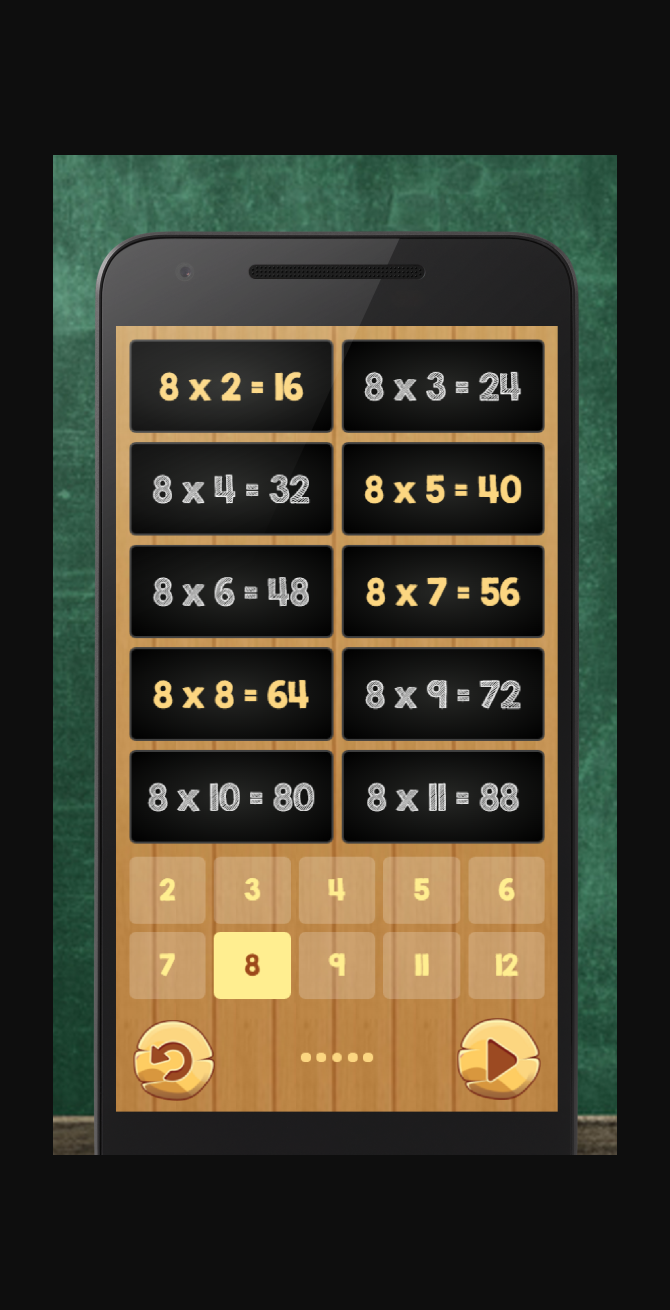 8 x 2 = 16
8 x 3 = 24
8 x 4 = 32
8 x 5 = 40
8 x 6 = 48
8 x 7 = 56
8 x 8 = 64
8 x 9 = 72
8 x 10 = 80
8 x 11 = 88
2 3 4 5 6
7 8 9 11 12